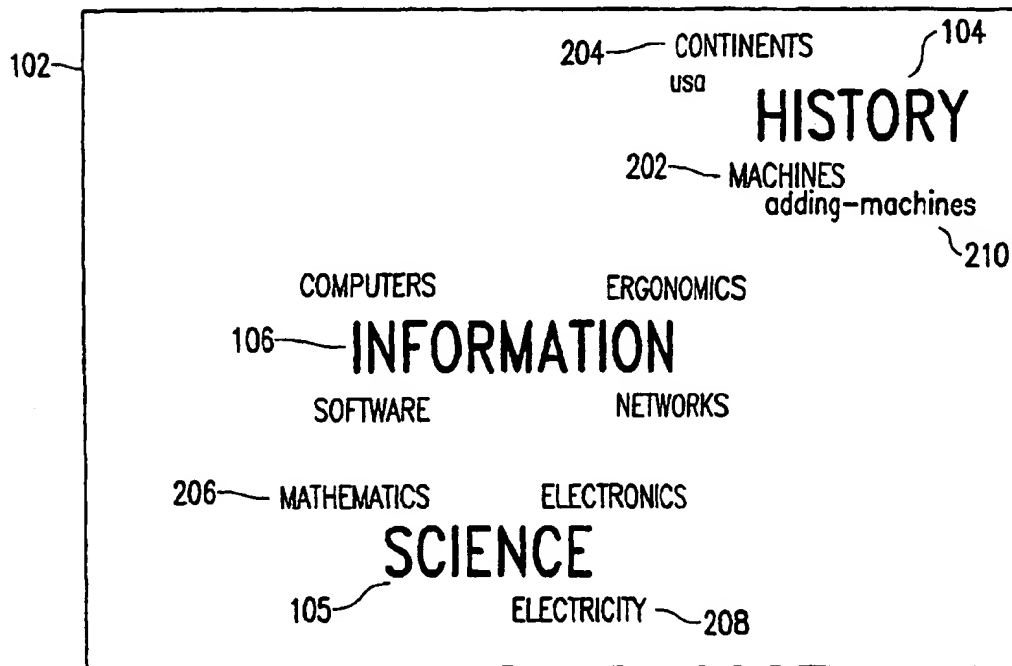 204 CONTINENTS 104
102 usa
HISTORY
202 MACHINES
adding-machines
210
COMPUTERS ERGONOMICS
106 INFORMATION
SOFTWARE NETWORKS
206 MATHEMATICS ELECTRONICS
SCIENCE
105 ELECTRICITY 208